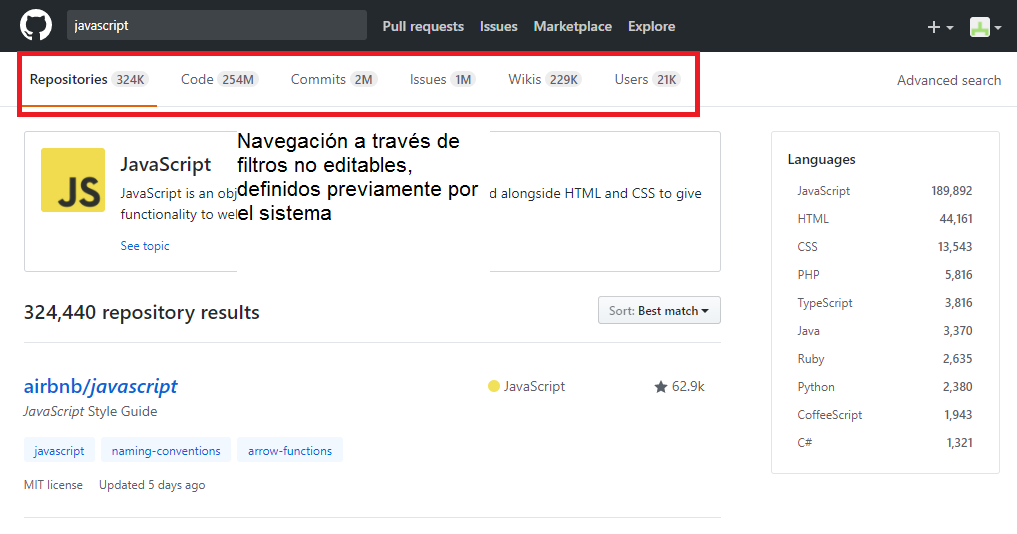 javascript Pull requests Issues Marketplace Explore
Repositories 324K Code 254M Commits 2M Issues 1M Wikis 229K Users 21K Advanced search
JS
JavaScript
JavaScript is an obj
functionality to wel
Navegación a través de
filtros no editables,
definidos previamente por
el sistema
d alongside HTML and CSS to give
See topic
324,440 repository results
Sort: Best match
airbnb/javascript
JavaScript Style Guide
JavaScript
62.9k
javascript naming-conventions arrow-functions
MIT license Updated 5 days ago
Languages
JavaScript 189,892
HTML 44,161
CSS 13,543
PHP 5,816
TypeScript 3,816
Java 3,370
Ruby 2,635
Python 2,380
CoffeeScript 1,943
C# 1,321